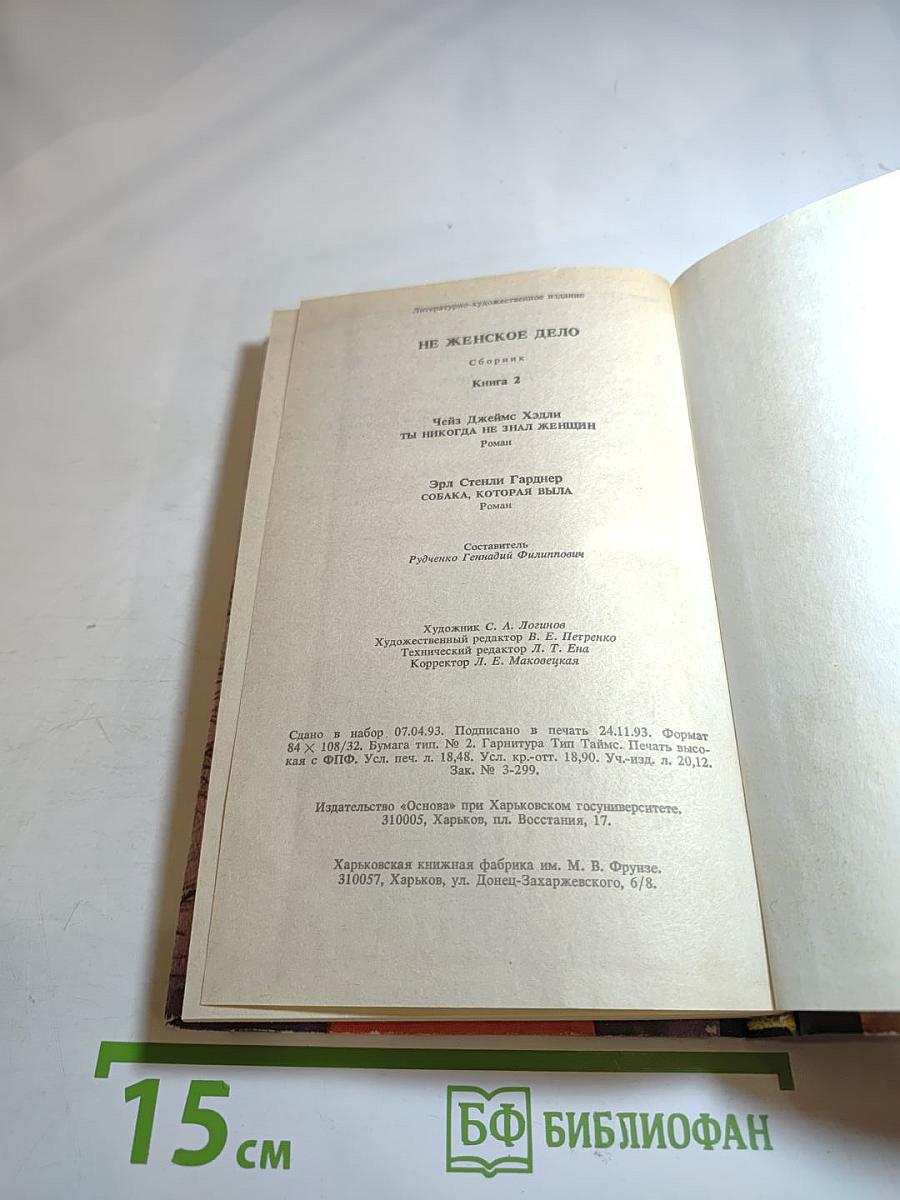 Литературно-художественное издание
НЕ ЖЕНСКОЕ ДЕЛО
Сборник
Книга 2
Чейз Джеймс Хэдли
ТЫ НИКОГДА НЕ ЗНАЛ ЖЕНЩИН
Роман
Эрл Стенли Гарднер
СОБАКА, КОТОРАЯ ВЫЛА
Роман
Составитель
Рудченко Геннадий Филиппович
Художник С. А. Логинов
Художественный редактор В. Е. Петренко
Технический редактор Л. Т. Ена
Корректор Л. Е. Маковецкая
Сдано в набор 07.04.93. Подписано в печать 24.11.93. Формат
84 × 108/32. Бумага тип. № 2. Гарнитура Тип Таймс. Печать высо-
кая с ФПФ. Усл. печ. л. 18,48. Усл. кр.-отт. 18,90. Уч.-изд. л. 20,12.
Зак. № 3-299.
Издательство «Основа» при Харьковском госуниверситете.
310005, Харьков, пл. Восстания, 17.
Харьковская книжная фабрика им. М. В. Фрунзе.
310057, Харьков, ул. Донец-Захаржевского, 6/8.
15 см
БФ БИБЛИОФАН